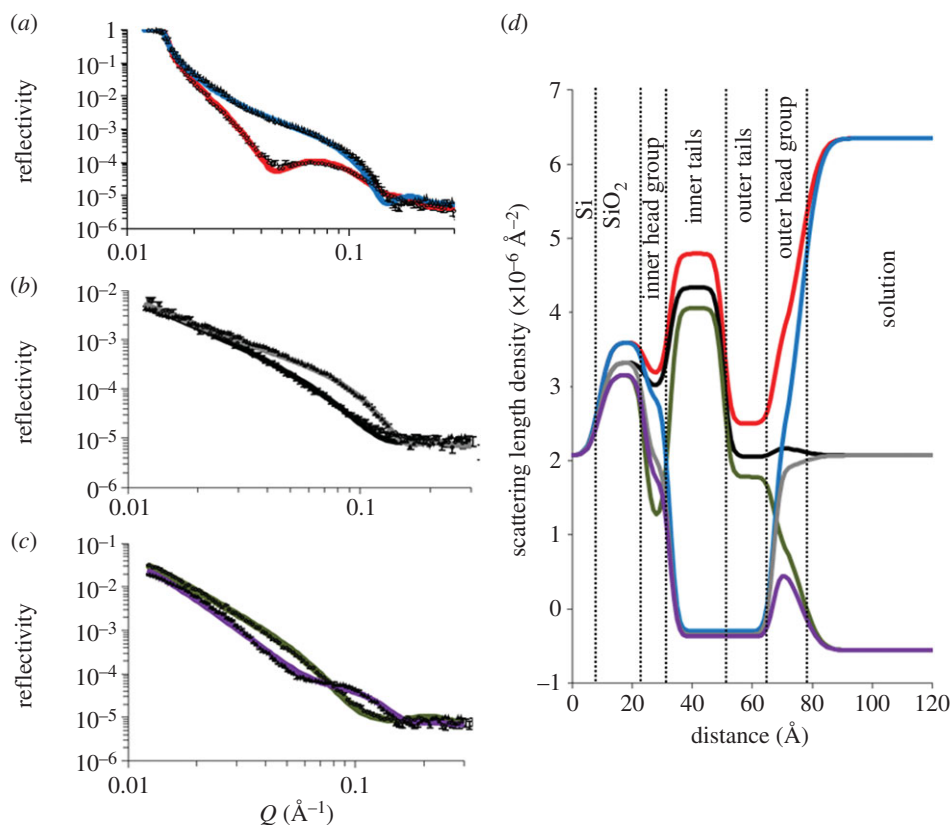 (a)
1
10–1
10–2
10–3
10–4
10–5
10–6
reflectivity
0.01
0.1
(b)
10–2
10–3
10–4
10–5
0–6
reflectivity
0.01
0.1
(c)
10–1
10–2
10–3
10–4
10–5
10–6
reflectivity
0.01
0.1
Q (Å–1)
(d)
7
6
5
4
3
2
1
0
–1
scattering length density (×10–6 Å–2)
Si
SiO2
inner head group
inner tails
outer tails
outer head group
solution
0
20
40
60
80
100
120
distance (Å)